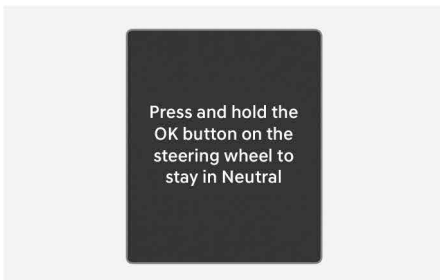 Press and hold the
OK button on the
steering wheel to
stay in Neutral